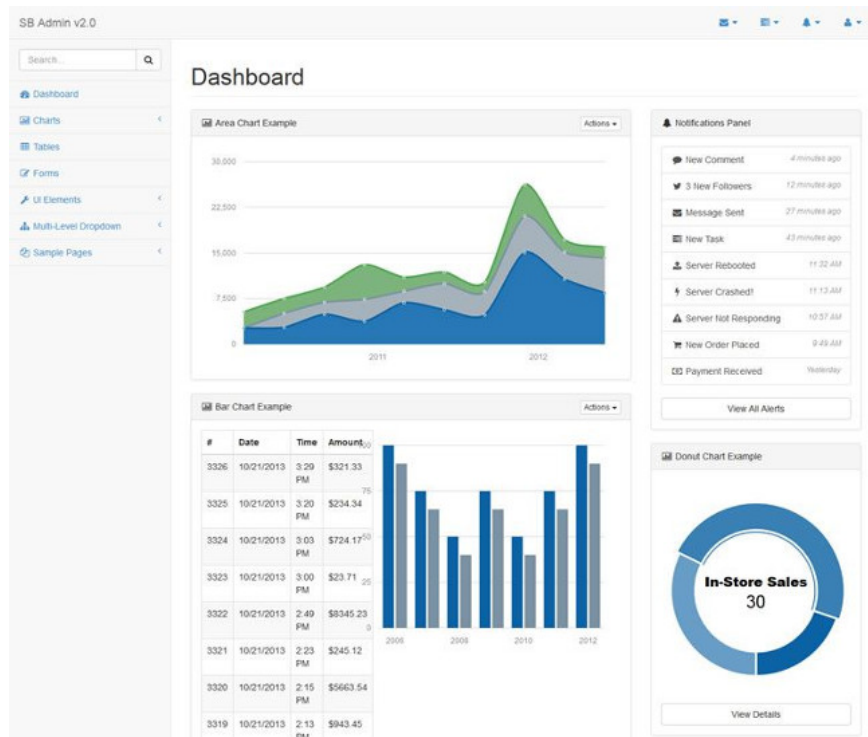 SB Admin v2.0
Search...
Dashboard
Charts
Tables
Forms
UI Elements
Multi-Level Dropdown
Sample Pages
Dashboard
Area Chart Example
Actions
30,000
22,500
15,000
7,500
0
2011
2012
Bar Chart Example
Actions
# Date Time Amount
3326 10/21/2013 3:29 PM $321.33
3325 10/21/2013 3:20 PM $234.34
3324 10/21/2013 3:03 PM $724.17
3323 10/21/2013 3:00 PM $23.71
3322 10/21/2013 2:49 PM $8345.23
3321 10/21/2013 2:23 PM $245.12
3320 10/21/2013 2:15 PM $5663.54
3319 10/21/2013 2:13 PM $943.45
100
75
50
25
0
2006
2008
2010
2012
Notifications Panel
New Comment 4 minutes ago
3 New Followers 12 minutes ago
Message Sent 27 minutes ago
New Task 43 minutes ago
Server Rebooted 11:32 AM
Server Crashed! 11:13 AM
Server Not Responding 10:57 AM
New Order Placed 9:49 AM
Payment Received Yesterday
View All Alerts
Donut Chart Example
In-Store Sales
30
View Details